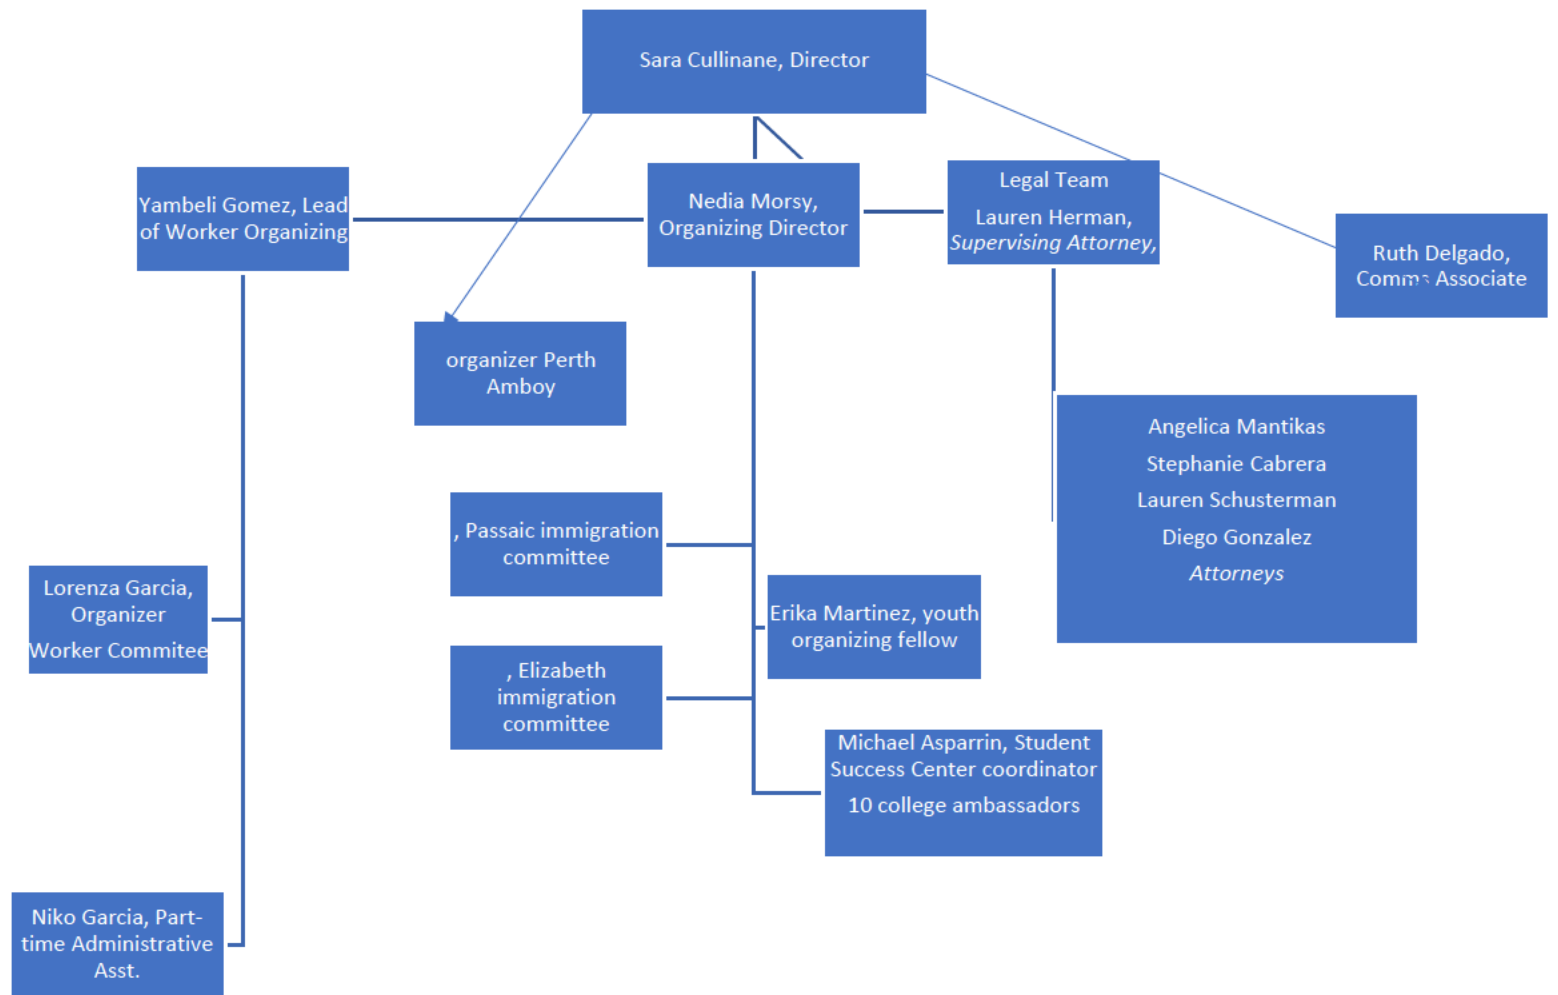 Sara Cullinane, Director
Yambeli Gomez, Lead
of Worker Organizing
Nedia Morsy,
Organizing Director
Legal Team
Lauren Herman,
Supervising Attorney,
Ruth Delgado,
Comms Associate
organizer Perth
Amboy
Angelica Mantikas
Stephanie Cabrera
Lauren Schusterman
Diego Gonzalez
Attorneys
, Passaic immigration
committee
Lorenza Garcia,
Organizer
Worker Commitee
Erika Martinez, youth
organizing fellow
, Elizabeth
immigration
committee
Michael Asparrin, Student
Success Center coordinator
10 college ambassadors
Niko Garcia, Part-
time Administrative
Asst.